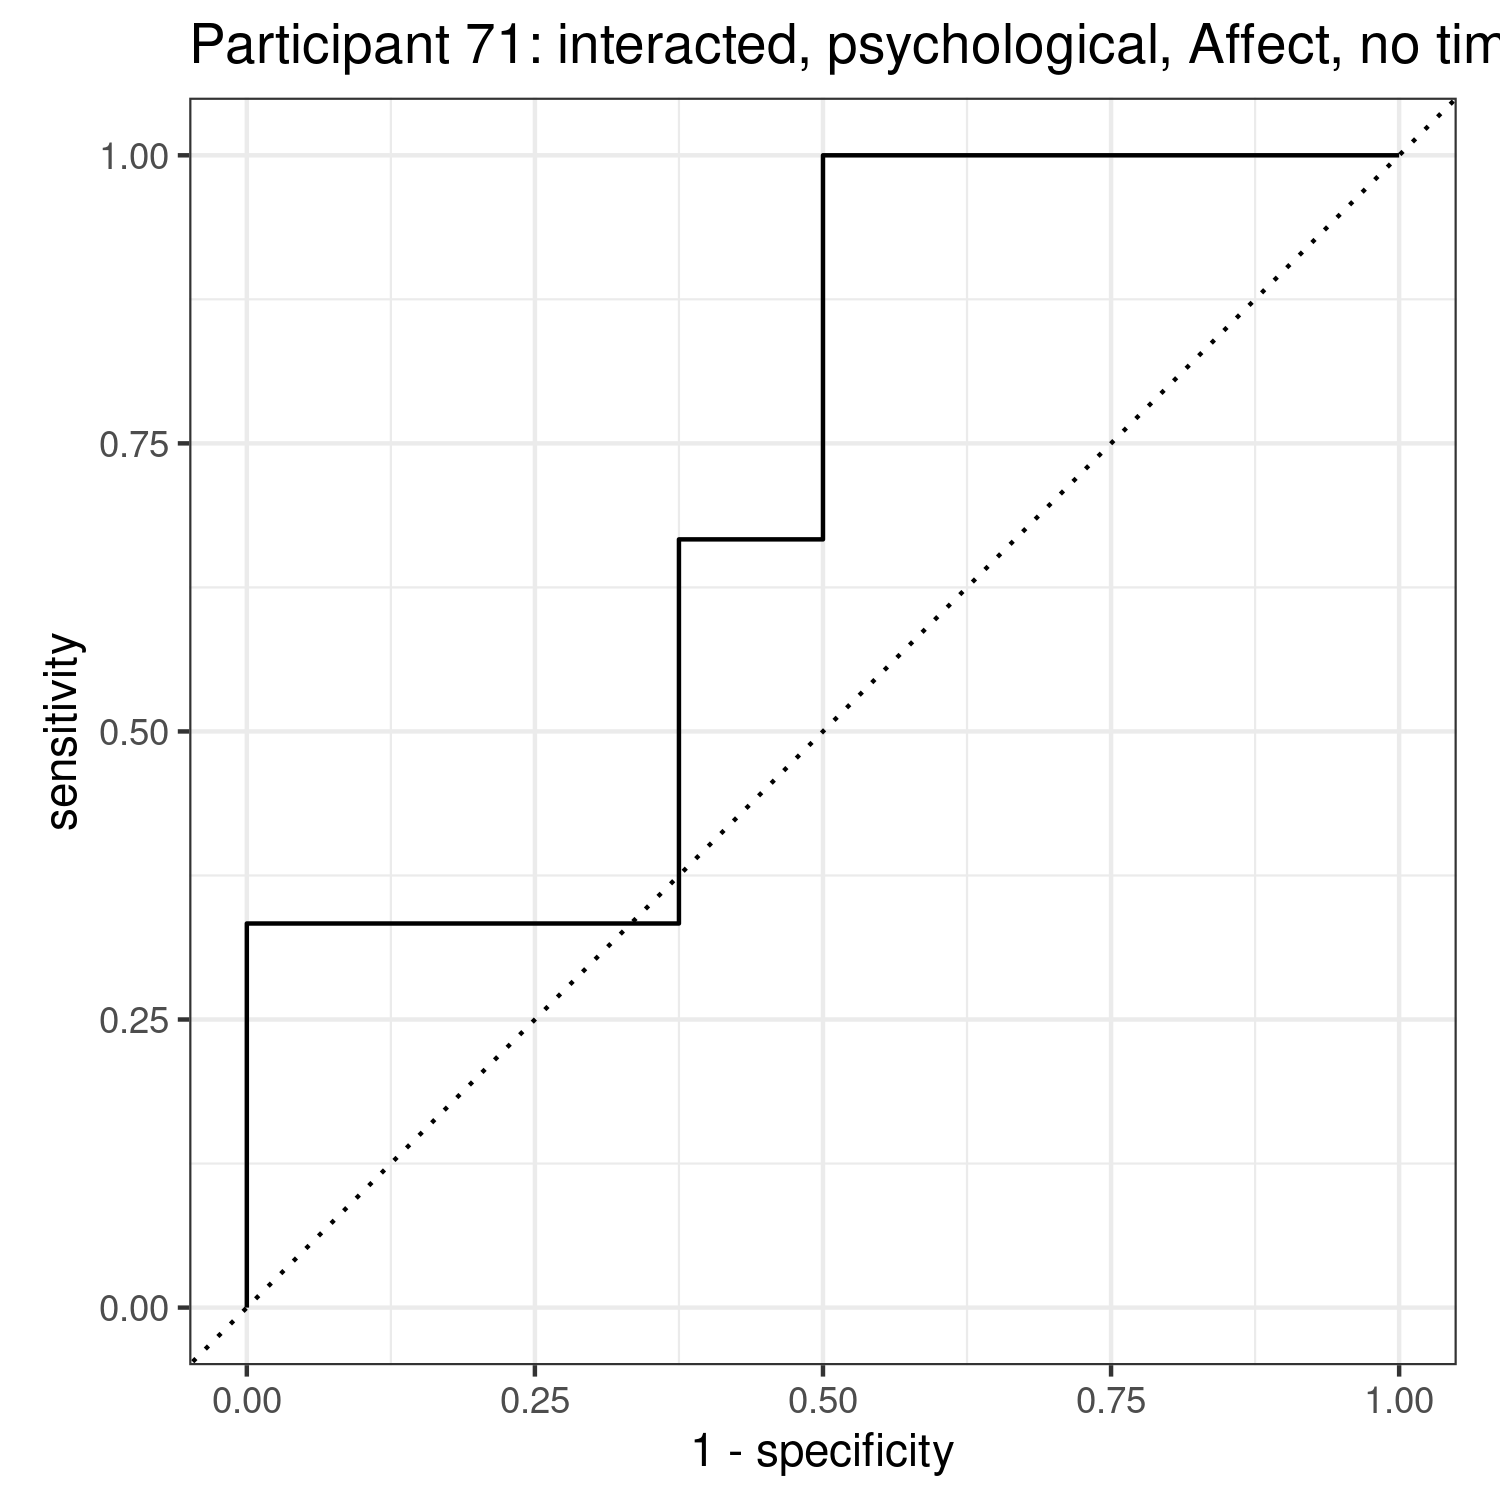 Participant 71: interacted, psychological, Affect, no tim
1.00
0.75
0.50
0.25
0.00
sensitivity
0.00 0.25 0.50 0.75 1.00
1 - specificity